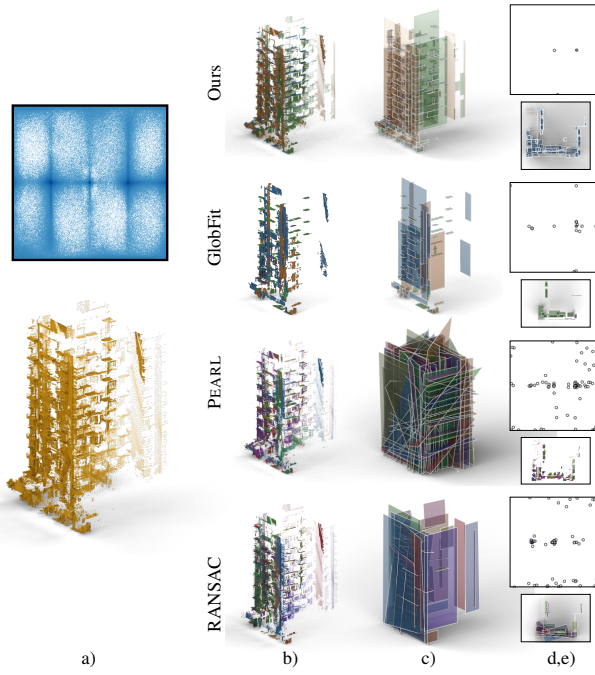 Ours
GLOBFIT
PEARL
RANSAC
a)
b)
c)
d,e)